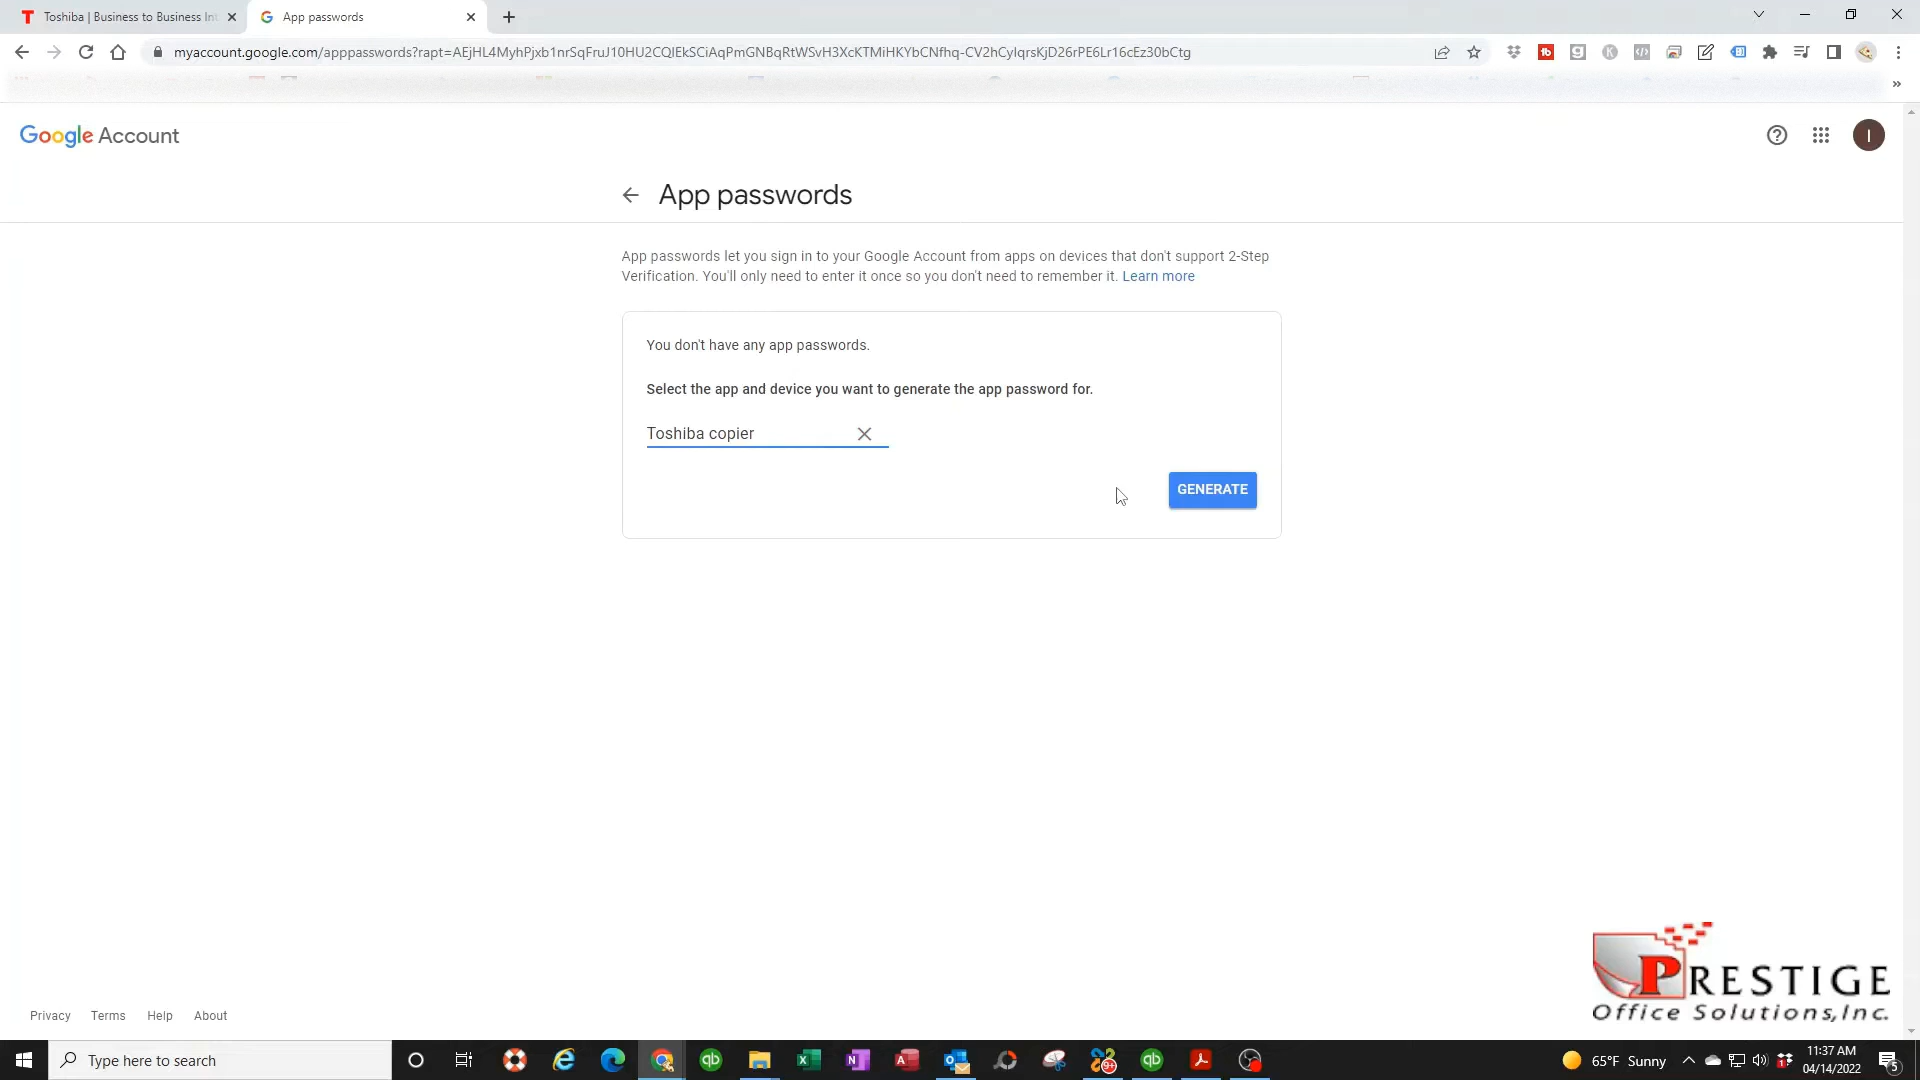 Toshiba | Business to Business Int
App passwords
myaccount.google.com/apppasswords?rapt=AEjHL4MyhPjxb1nrSqFruJ10HU2CQIEkSCiAqPmGNBqRtWSvH3XcKTMiHKYbCNfhq-CV2hCylqrsKjD26rPE6Lr16cEz30bCtg
Google Account
I
App passwords
App passwords let you sign in to your Google Account from apps on devices that don't support 2-Step
Verification. You'll only need to enter it once so you don't need to remember it. Learn more
You don't have any app passwords.
Select the app and device you want to generate the app password for.
Toshiba copier
GENERATE
PRESTIGE
Office Solutions, Inc.
Privacy Terms Help About
Type here to search
65°F Sunny
11:37 AM
04/14/2022
5